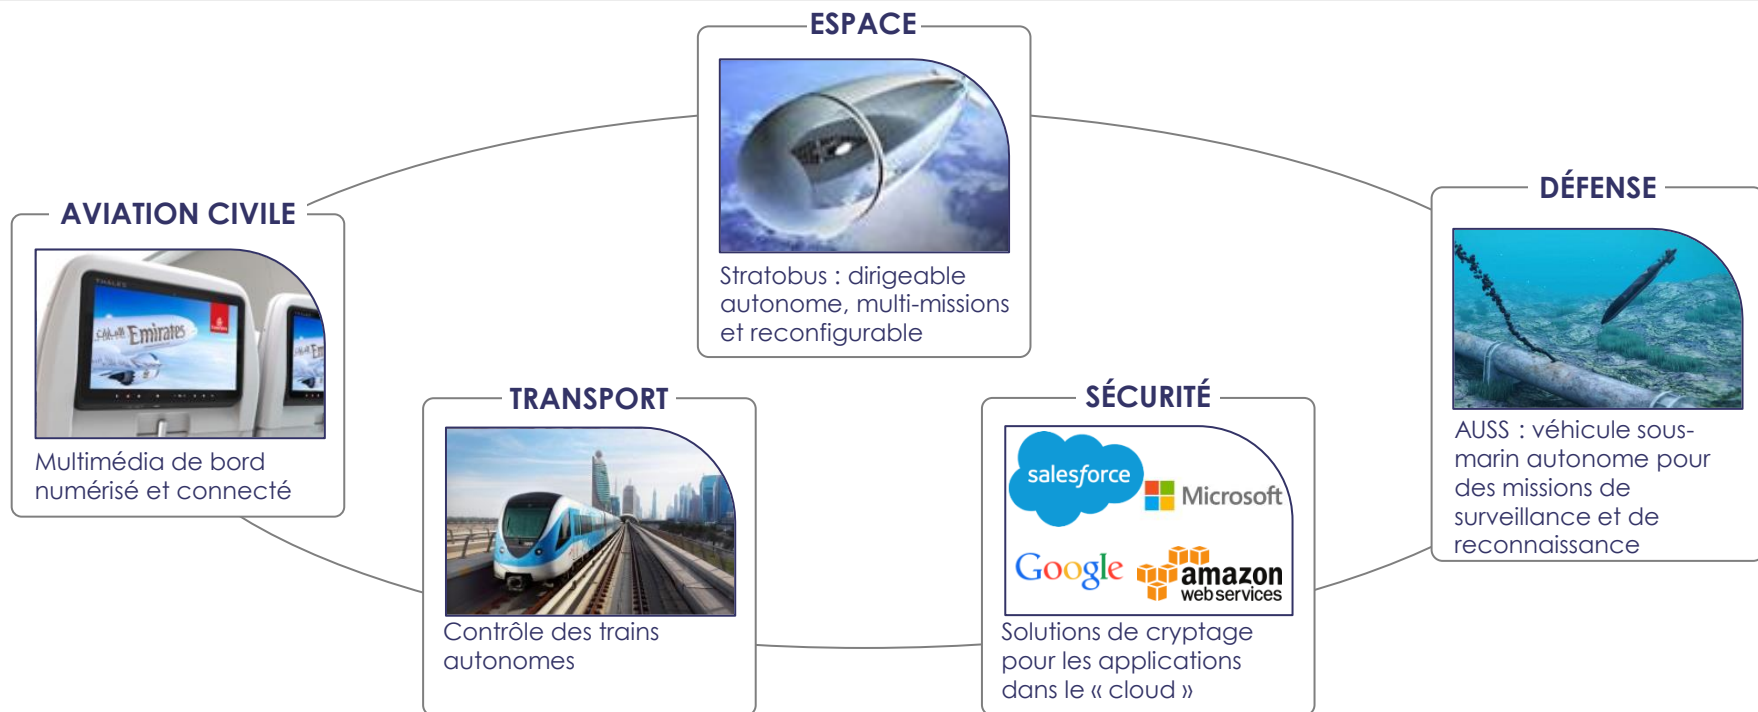 ESPACE
Stratobus : dirigeable
autonome, multi-missions
et reconfigurable
AVIATION CIVILE
THALES
Emirates
Multimédia de bord
numérisé et connecté
DÉFENSE
AUSS : véhicule sous-
marin autonome pour
des missions de
surveillance et de
reconnaissance
TRANSPORT
Contrôle des trains
autonomes
SÉCURITÉ
salesforce
Microsoft
Google
amazon
webservices
Solutions de cryptage
pour les applications
dans le « cloud »